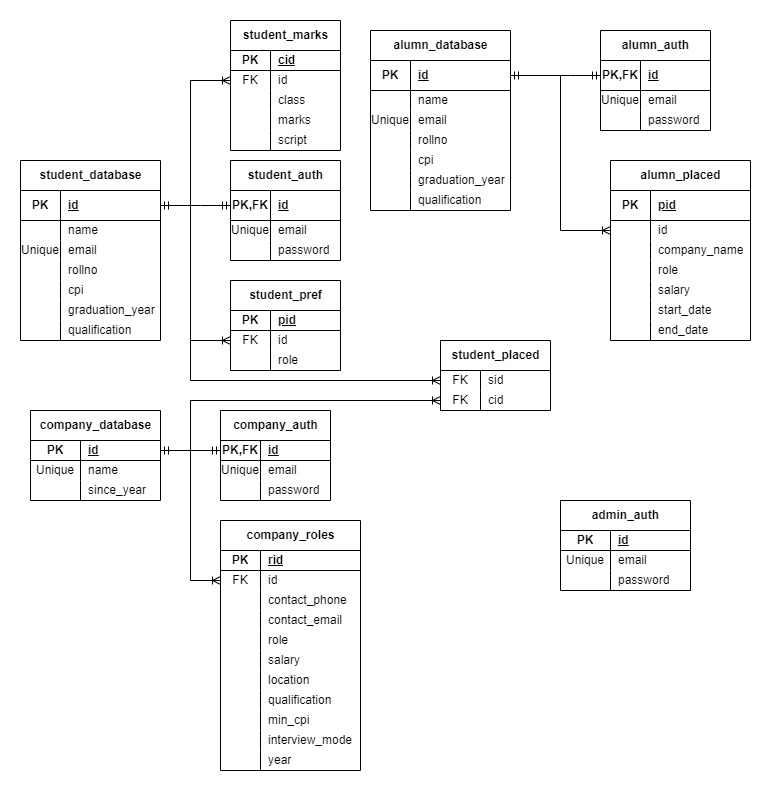 student_marks
PK cid
FK id
class
marks
script
alumn_database
PK id
name
Unique email
rollno
cpi
graduation_year
qualification
alumn_auth
PK,FK id
Unique email
password
student_database
PK id
name
Unique email
rollno
cpi
graduation_year
qualification
student_auth
PK,FK id
Unique email
password
alumn_placed
PK pid
id
company_name
role
salary
start_date
end_date
student_pref
PK pid
FK id
role
student_placed
FK sid
FK cid
company_database
PK id
Unique name
since_year
company_auth
PK,FK id
Unique email
password
company_roles
PK rid
FK id
contact_phone
contact_email
role
salary
location
qualification
min_cpi
interview_mode
year
admin_auth
PK id
Unique email
password